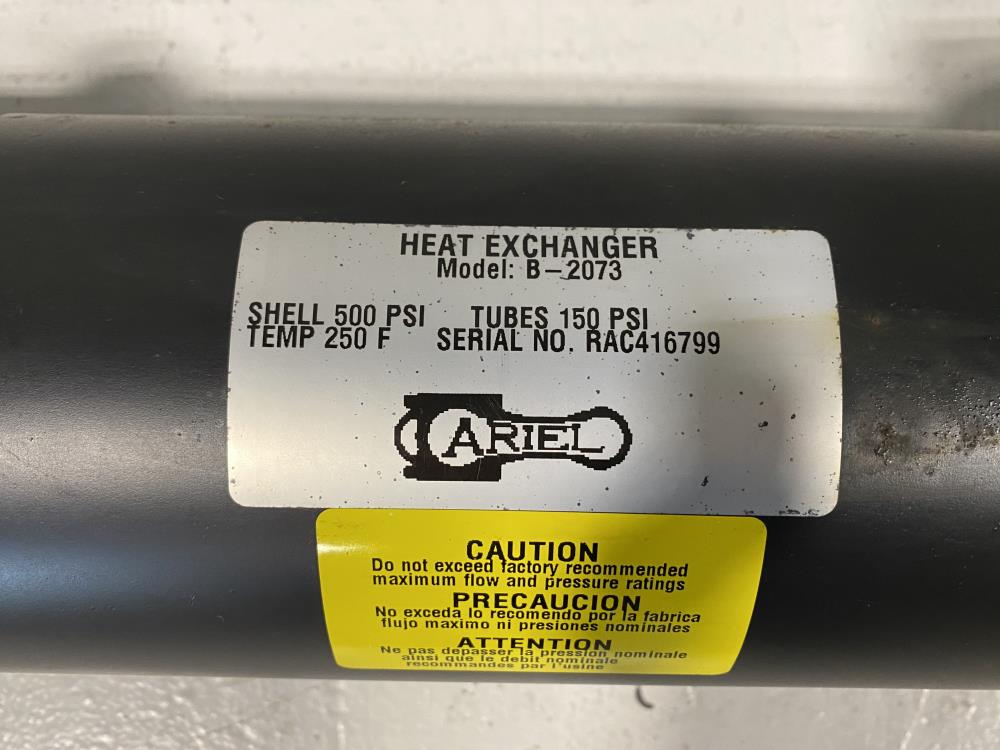 HEAT EXCHANGER
Model: B-2073
SHELL 500 PSI TUBES 150 PSI
TEMP 250 F SERIAL NO. RAC416799
ARIEL
CAUTION
Do not exceed factory recommended
maximum flow and pressure ratings
PRECAUCION
No exceda lo recomendo por la fabrica
flujo maximo ni presiones nominales
ATTENTION
Ne pas depasser la pression nominale
ainsi que le debit nominale
recommandes par l'usine